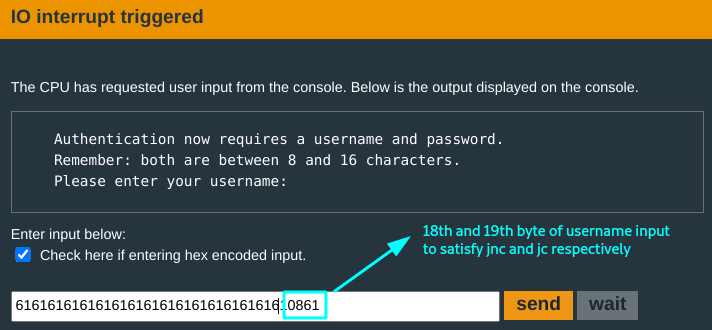 IO interrupt triggered
The CPU has requested user input from the console. Below is the output displayed on the console.
Authentication now requires a username and password.
Remember: both are between 8 and 16 characters.
Please enter your username:
Enter input below:
Check here if entering hex encoded input.
18th and 19th byte of username input
to satisfy jnc and jc respectively
61616161616161616161616161616161610861
send
wait